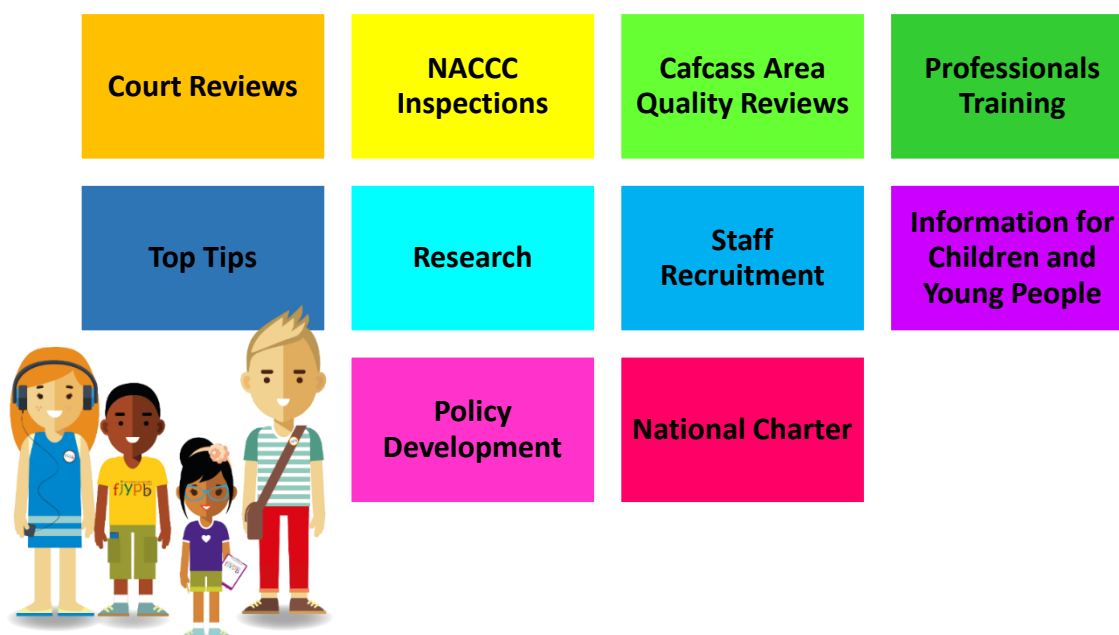 Court Reviews
NACCC
Inspections
Cafcass Area
Quality Reviews
Professionals
Training
Top Tips
Research
Staff
Recruitment
Information for
Children and
Young People
Policy
Development
National Charter
fjypb